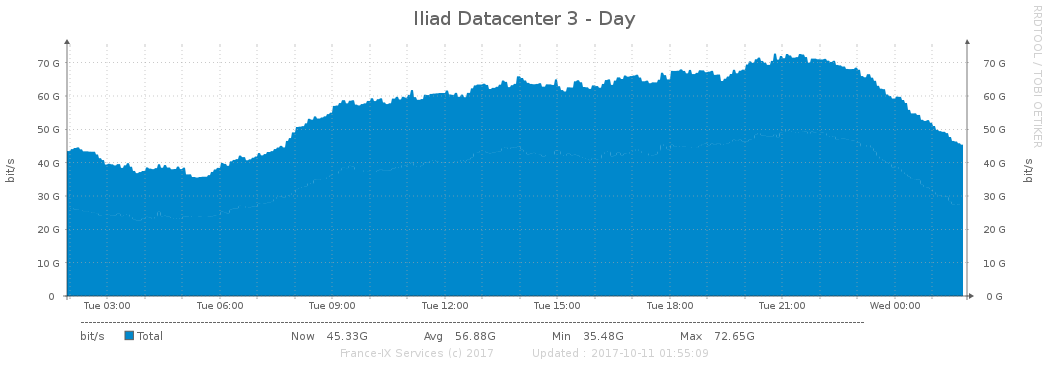 Iliad Datacenter 3 - Day
RRDTOOL / TOBI OETIKER
bit/s
70 G
60 G
50 G
40 G
30 G
20 G
10 G
0
70 G
60 G
50 G
40 G
30 G
20 G
10 G
0 G
bit/s
Tue 03:00 Tue 06:00 Tue 09:00 Tue 12:00 Tue 15:00 Tue 18:00 Tue 21:00 Wed 00:00
bit/s Total Now 45.33G Avg 56.88G Min 35.48G Max 72.65G
France-IX Services (c) 2017 Updated : 2017-10-11 01:55:09